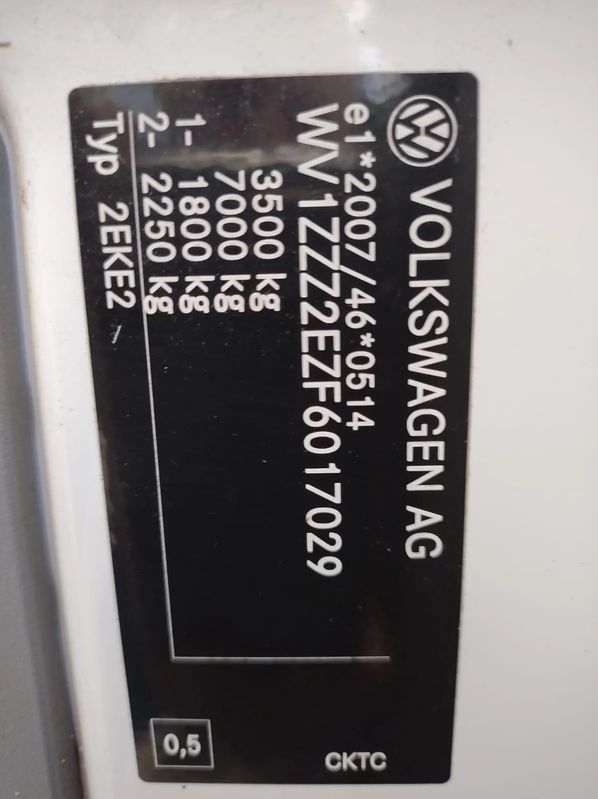 VOLKSWAGEN AG
e1*2007/46*0514
WV1ZZZ2EZF6017029
3500 kg
7000 kg
1- 1800 kg
2- 2250 kg
Typ 2EKE2
CKTC
0,5